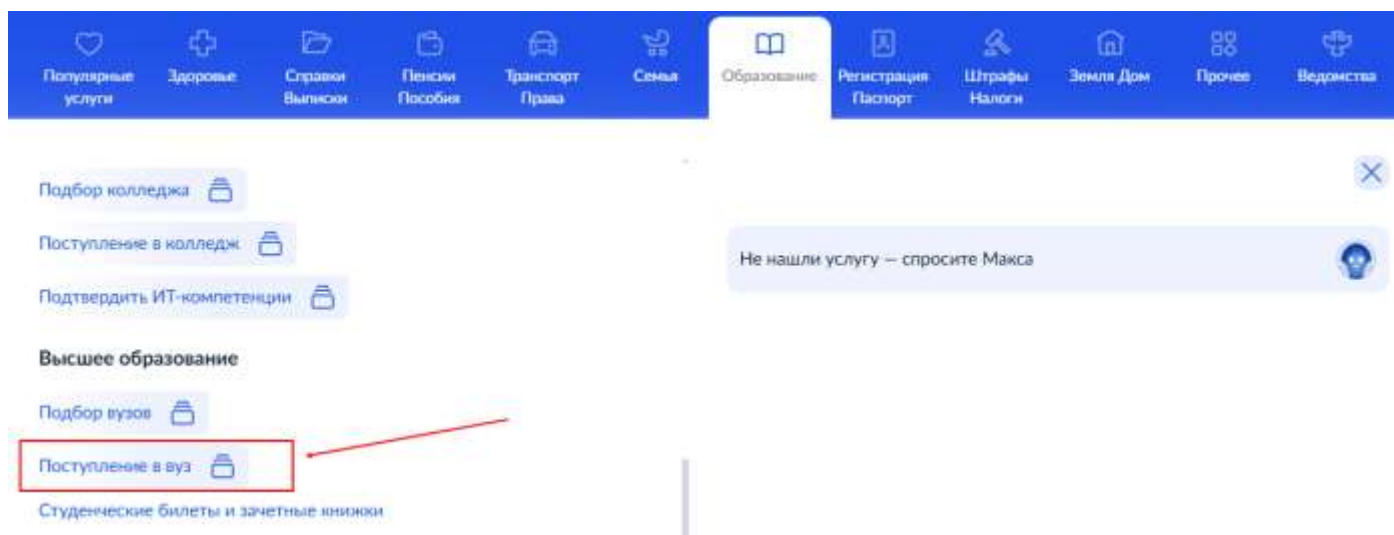 Популярные услуги
Здоровье
Справки Выписки
Пенсии Пособия
Транспорт Права
Семья
Образование
Регистрация Паспорт
Штрафы Налоги
Земля Дом
Прочее
Ведомства
Подбор колледжа
Поступление в колледж
Подтвердить ИТ-компетенции
Высшее образование
Подбор вузов
Поступление в вуз
Студенческие билеты и зачетные книжки
Не нашли услугу — спросите Макса